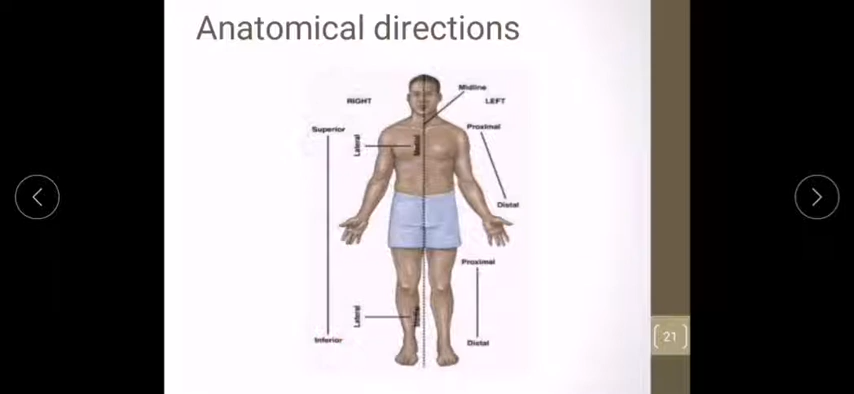 Anatomical directions
Midline
RIGHT
LEFT
Superior
Proximal
Lateral
Medial
Distal
Proximal
Lateral
Medial
Inferior
Distal
21